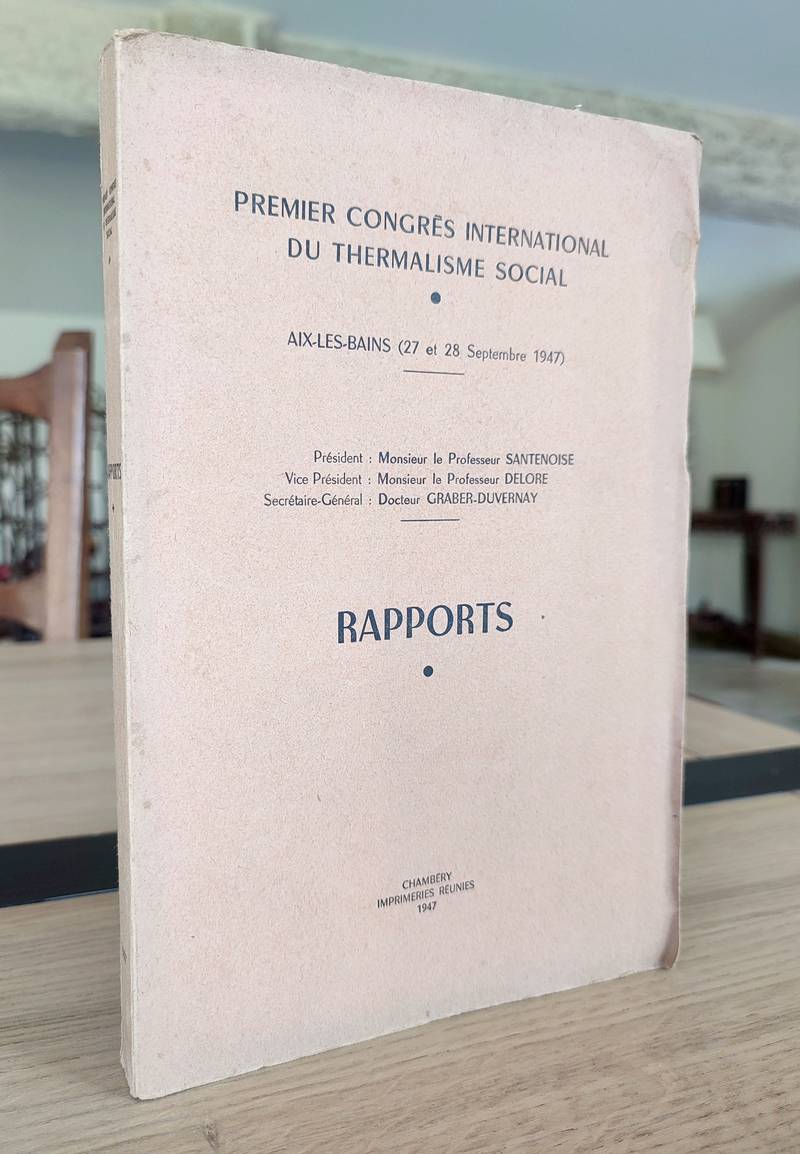 PREMIER CONGRÈS INTERNATIONAL
DU THERMALISME SOCIAL
AIX-LES-BAINS (27 et 28 Septembre 1947)
Président : Monsieur le Professeur SANTENOISE
Vice Président : Monsieur le Professeur DELORE
Secrétaire-Général : Docteur GRABER-DUVERNAY
RAPPORTS
CHAMBÉRY
IMPRIMERIES RÉUNIES
1947